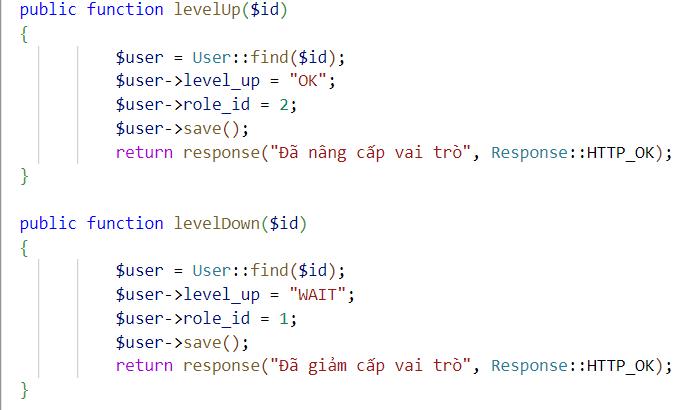 public function levelUp($id)
{
$user = User::find($id);
$user->level_up = "OK";
$user->role_id = 2;
$user->save();
return response("Đã nâng cấp vai trò", Response::HTTP_OK);
}
public function levelDown($id)
{
$user = User::find($id);
$user->level_up = "WAIT";
$user->role_id = 1;
$user->save();
return response("Đã giảm cấp vai trò", Response::HTTP_OK);
}